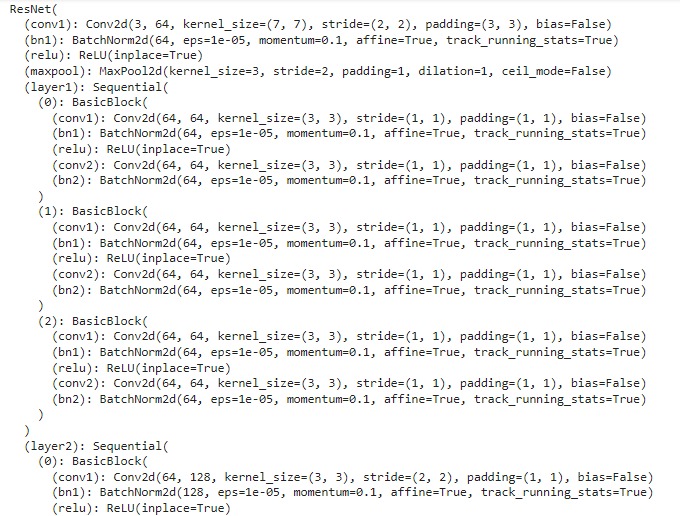 ResNet(
(conv1): Conv2d(3, 64, kernel_size=(7, 7), stride=(2, 2), padding=(3, 3), bias=False)
(bn1): BatchNorm2d(64, eps=1e-05, momentum=0.1, affine=True, track_running_stats=True)
(relu): ReLU(inplace=True)
(maxpool): MaxPool2d(kernel_size=3, stride=2, padding=1, dilation=1, ceil_mode=False)
(layer1): Sequential(
(0): BasicBlock(
(conv1): Conv2d(64, 64, kernel_size=(3, 3), stride=(1, 1), padding=(1, 1), bias=False)
(bn1): BatchNorm2d(64, eps=1e-05, momentum=0.1, affine=True, track_running_stats=True)
(relu): ReLU(inplace=True)
(conv2): Conv2d(64, 64, kernel_size=(3, 3), stride=(1, 1), padding=(1, 1), bias=False)
(bn2): BatchNorm2d(64, eps=1e-05, momentum=0.1, affine=True, track_running_stats=True)
)
(1): BasicBlock(
(conv1): Conv2d(64, 64, kernel_size=(3, 3), stride=(1, 1), padding=(1, 1), bias=False)
(bn1): BatchNorm2d(64, eps=1e-05, momentum=0.1, affine=True, track_running_stats=True)
(relu): ReLU(inplace=True)
(conv2): Conv2d(64, 64, kernel_size=(3, 3), stride=(1, 1), padding=(1, 1), bias=False)
(bn2): BatchNorm2d(64, eps=1e-05, momentum=0.1, affine=True, track_running_stats=True)
)
(2): BasicBlock(
(conv1): Conv2d(64, 64, kernel_size=(3, 3), stride=(1, 1), padding=(1, 1), bias=False)
(bn1): BatchNorm2d(64, eps=1e-05, momentum=0.1, affine=True, track_running_stats=True)
(relu): ReLU(inplace=True)
(conv2): Conv2d(64, 64, kernel_size=(3, 3), stride=(1, 1), padding=(1, 1), bias=False)
(bn2): BatchNorm2d(64, eps=1e-05, momentum=0.1, affine=True, track_running_stats=True)
)
)
(layer2): Sequential(
(0): BasicBlock(
(conv1): Conv2d(64, 128, kernel_size=(3, 3), stride=(2, 2), padding=(1, 1), bias=False)
(bn1): BatchNorm2d(128, eps=1e-05, momentum=0.1, affine=True, track_running_stats=True)
(relu): ReLU(inplace=True)